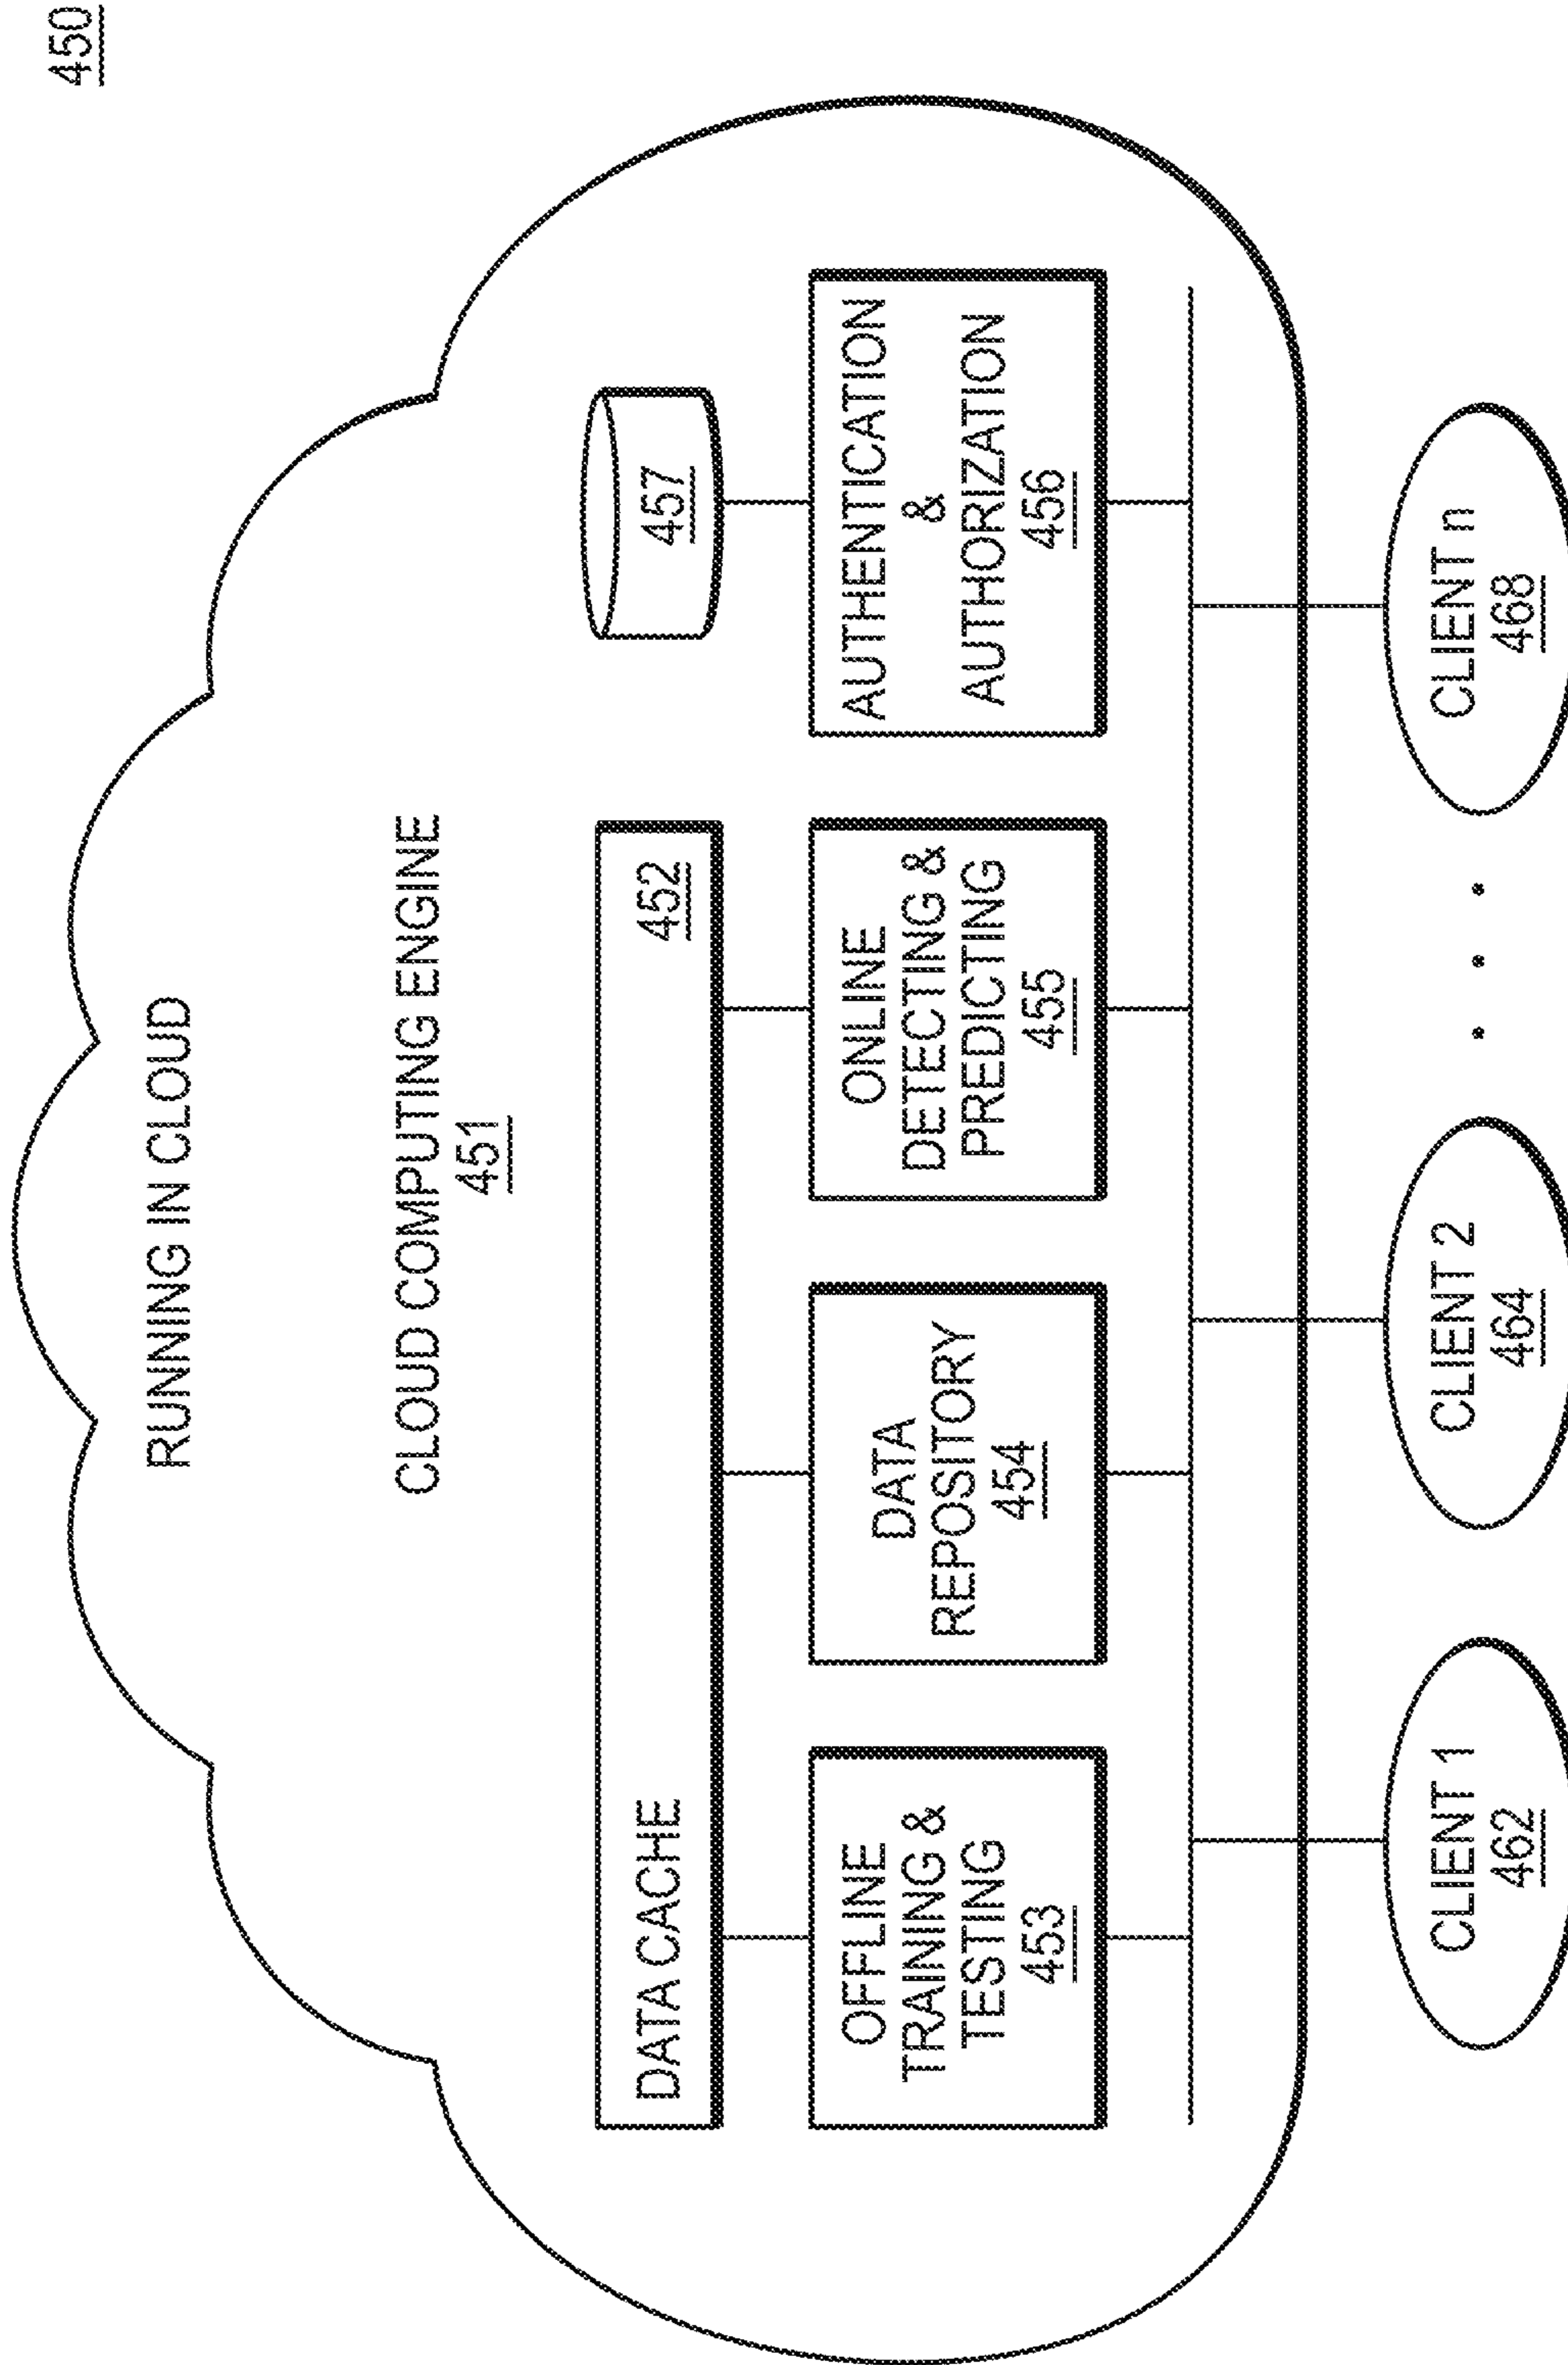 450
RUNNING IN CLOUD
CLOUD COMPUTING ENGINE
451
DATA CACHE
452
457
OFFLINE
TRAINING &
TESTING
453
DATA
REPOSITORY
454
ONLINE
DETECTING &
PREDICTING
455
AUTHENTICATION
&
AUTHORIZATION
456
CLIENT 1
462
CLIENT 2
464
CLIENT n
468